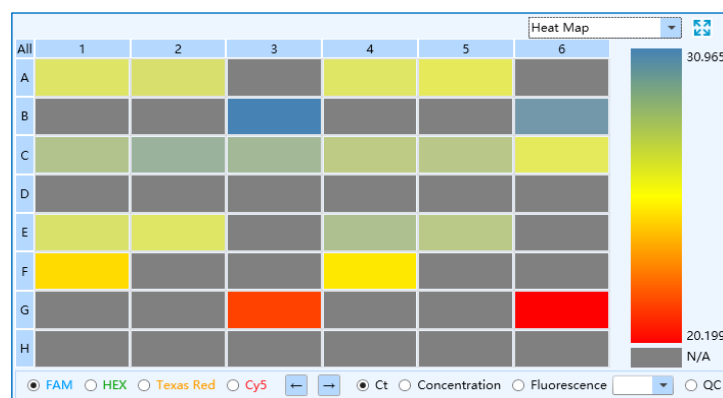 Heat Map
All 1 2 3 4 5 6
30.965
A
B
C
D
E
F
G
H
20.199
N/A
FAM HEX Texas Red Cy5 ← → Ct Concentration Fluorescence QC